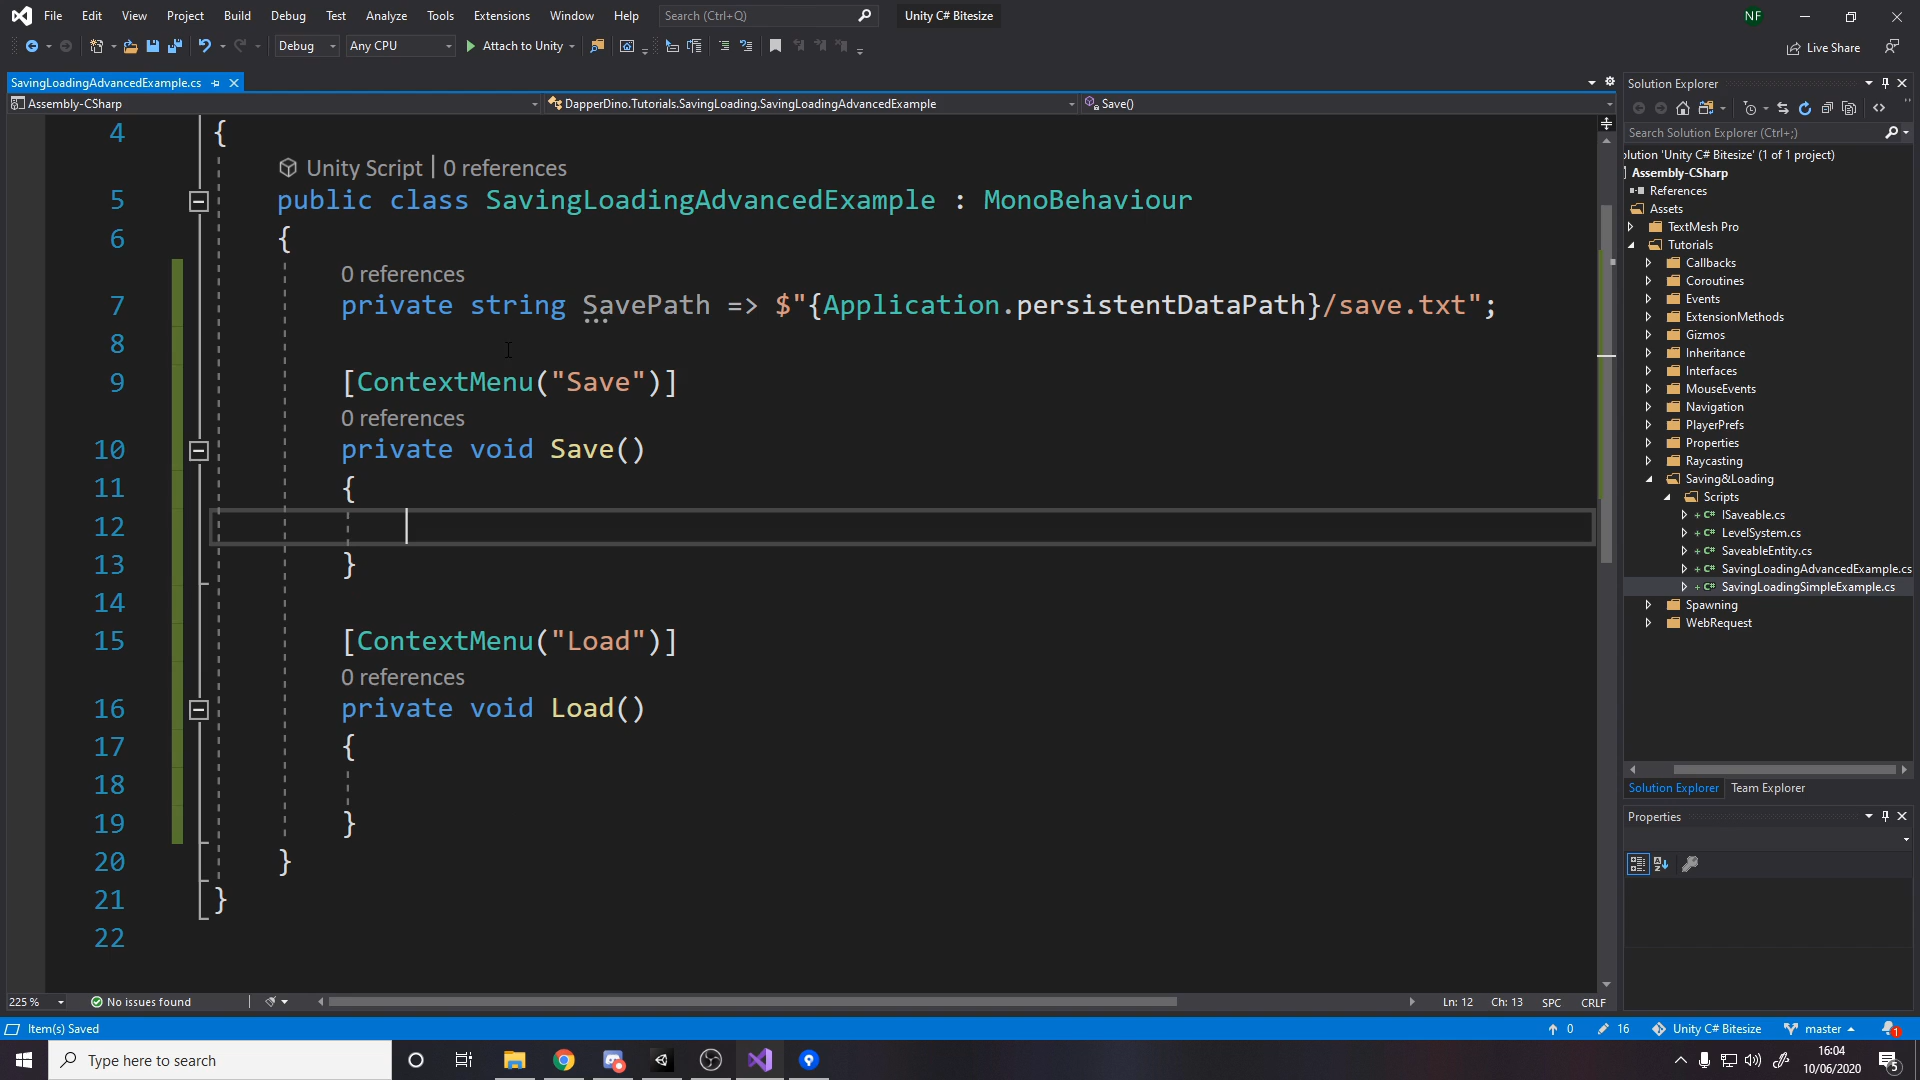 File Edit View Project Build Debug Test Analyze Tools Extensions Window Help Search (Ctrl+Q) Unity C# Bitesize NF
Debug Any CPU Attach to Unity Live Share
SavingLoadingAdvancedExample.cs
Assembly-CSharp DapperDino.Tutorials.SavingLoading.SavingLoadingAdvancedExample Save()
4 {
Unity Script | 0 references
5 public class SavingLoadingAdvancedExample : MonoBehaviour
6 {
0 references
7 private string SavePath => $"{Application.persistentDataPath}/save.txt";
8
9 [ContextMenu("Save")]
0 references
10 private void Save()
11 {
12
13 }
14
15 [ContextMenu("Load")]
0 references
16 private void Load()
17 {
18
19 }
20 }
21 }
22
225 % No issues found Ln: 12 Ch: 13 SPC CRLF
Solution Explorer
Search Solution Explorer (Ctrl+;)
olution 'Unity C# Bitesize' (1 of 1 project)
Assembly-CSharp
References
Assets
TextMesh Pro
Tutorials
Callbacks
Coroutines
Events
ExtensionMethods
Gizmos
Inheritance
Interfaces
MouseEvents
Navigation
PlayerPrefs
Properties
Raycasting
Saving&Loading
Scripts
+ C# ISaveable.cs
+ C# LevelSystem.cs
+ C# SaveableEntity.cs
+ C# SavingLoadingAdvancedExample.cs
+ C# SavingLoadingSimpleExample.cs
Spawning
WebRequest
Solution Explorer Team Explorer
Properties
Item(s) Saved 0 16 Unity C# Bitesize master 1
Type here to search
16:04
10/06/2020
5